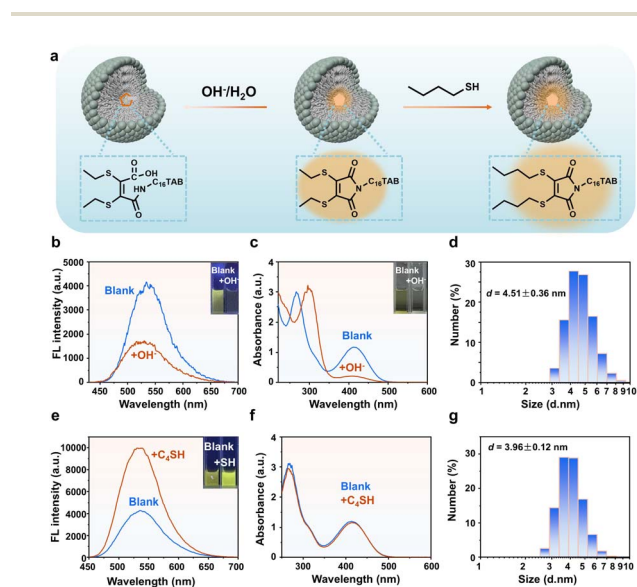 a
OH⁻/H₂O
SH
S
O
OH
HN
C₁₆TAB
S
O
S
O
N
C₁₆TAB
S
O
S
O
N
C₁₆TAB
S
O
b
FL intensity (a.u.)
5000
4000
3000
2000
1000
0
Blank
+OH⁻
Blank
+OH⁻
450 500 550 600 650 700
Wavelength (nm)
c
Absorbance (a.u.)
4
3
2
1
0
Blank
+OH⁻
Blank
+OH⁻
300 400 500 600
Wavelength (nm)
d
Number (%)
30
20
10
0
d = 4.51±0.36 nm
1 2 3 4 5 6 7 8 910
Size (d.nm)
e
FL intensity (a.u.)
10000
8000
6000
4000
2000
0
+C₄SH
Blank
Blank
+SH
450 500 550 600 650 700
Wavelength (nm)
f
Absorbance (a.u.)
4
3
2
1
0
Blank
+C₄SH
300 400 500 600
Wavelength (nm)
g
Number (%)
30
20
10
0
d = 3.96±0.12 nm
1 2 3 4 5 6 7 8 910
Size (d.nm)